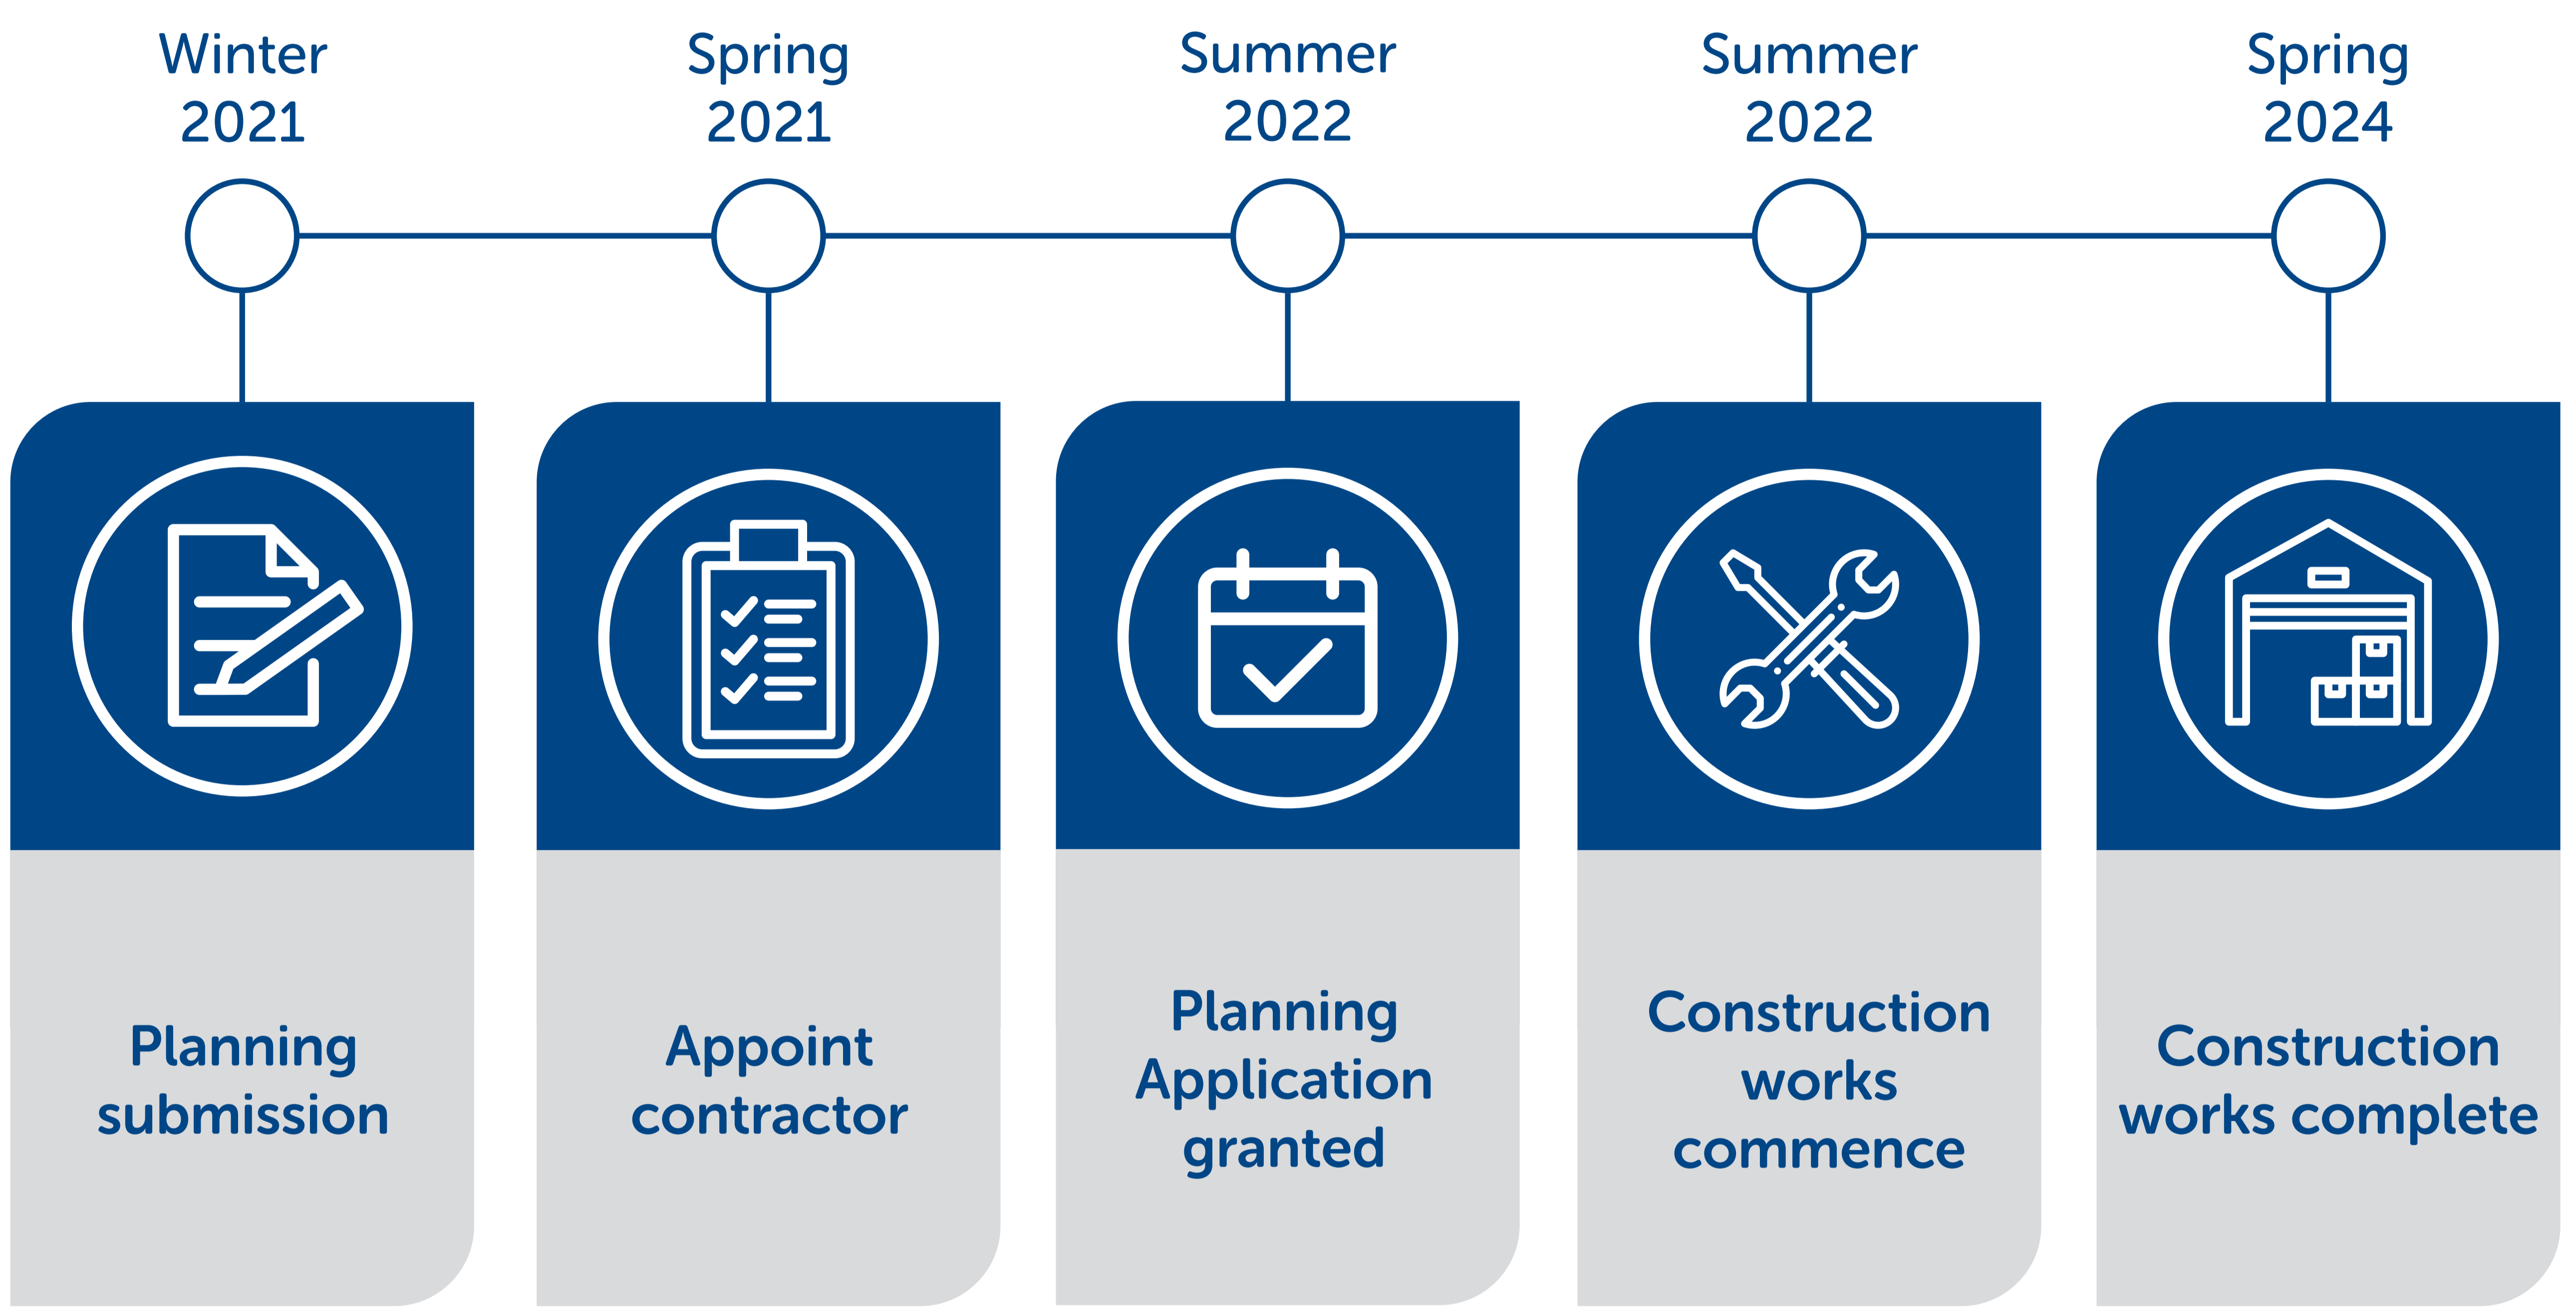 Winter
2021
Spring
2021
Summer
2022
Summer
2022
Spring
2024
Planning
submission
Appoint
contractor
Planning
Application
granted
Construction
works
commence
Construction
works complete